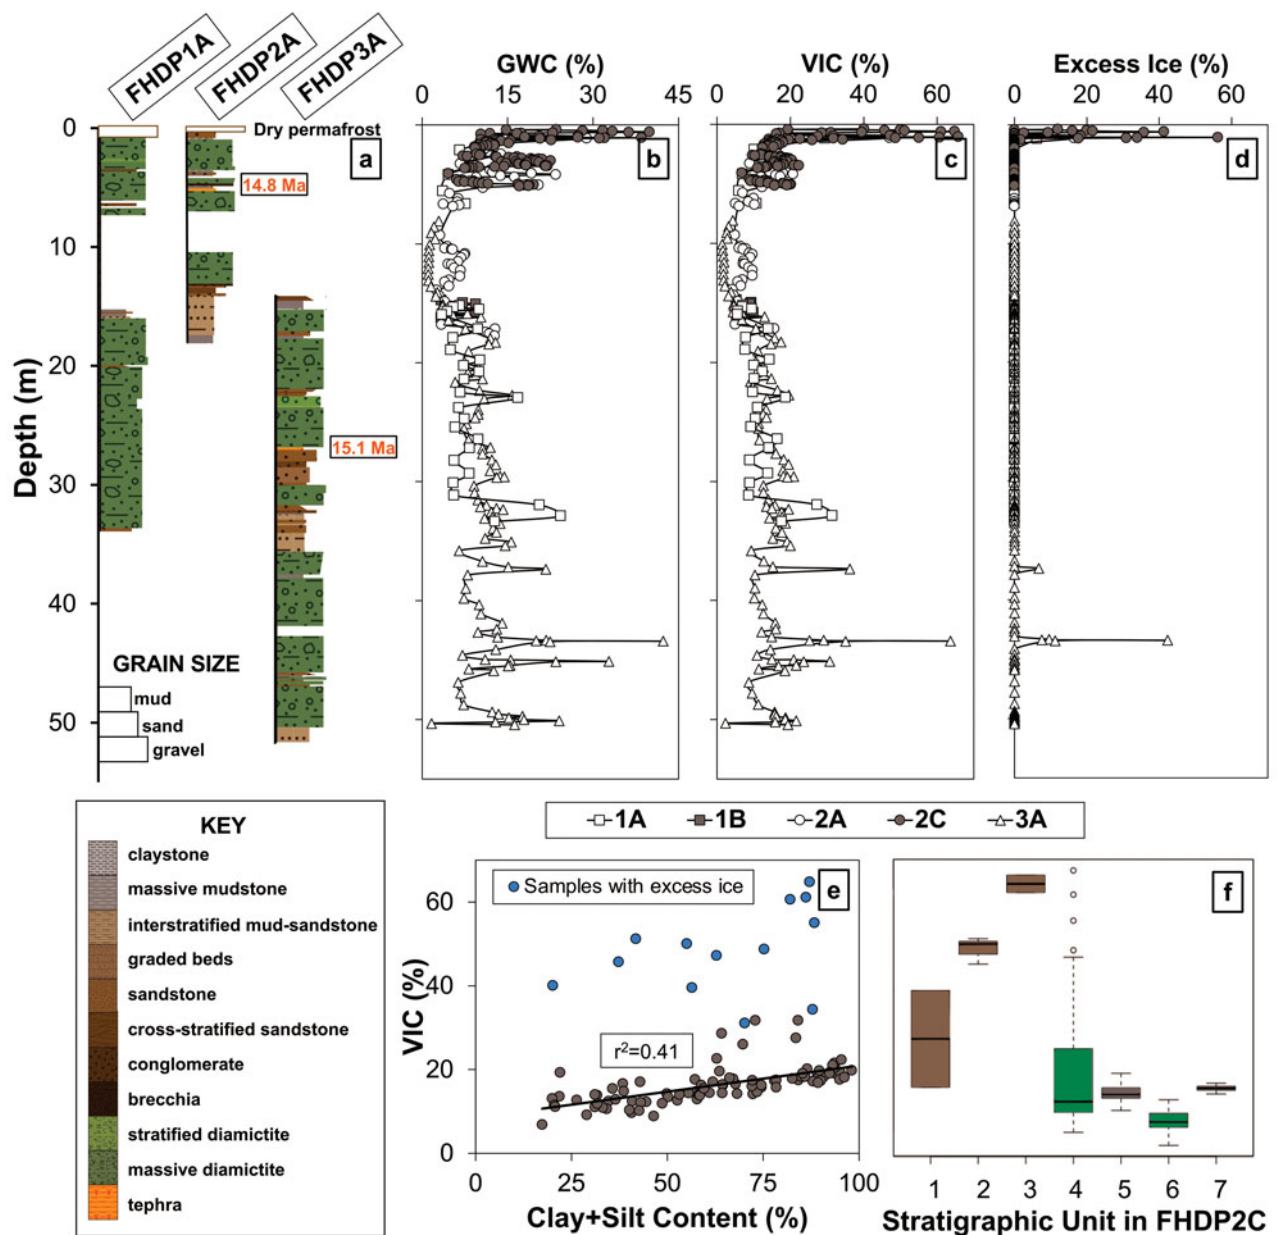 FHDP1A
FHDP2A
FHDP3A
GWC (%)
VIC (%)
Excess Ice (%)
0 15 30 45
0 20 40 60
0 20 40 60
Dry permafrost
a
b
c
d
14.8 Ma
15.1 Ma
Depth (m)
0
10
20
30
40
50
GRAIN SIZE
mud
sand
gravel
KEY
claystone
massive mudstone
interstratified mud-sandstone
graded beds
sandstone
cross-stratified sandstone
conglomerate
breccia
stratified diamictite
massive diamictite
tephra
1A 1B 2A 2C 3A
Samples with excess ice
e
r²=0.41
VIC (%)
60
40
20
0
0 25 50 75 100
Clay+Silt Content (%)
f
1 2 3 4 5 6 7
Stratigraphic Unit in FHDP2C